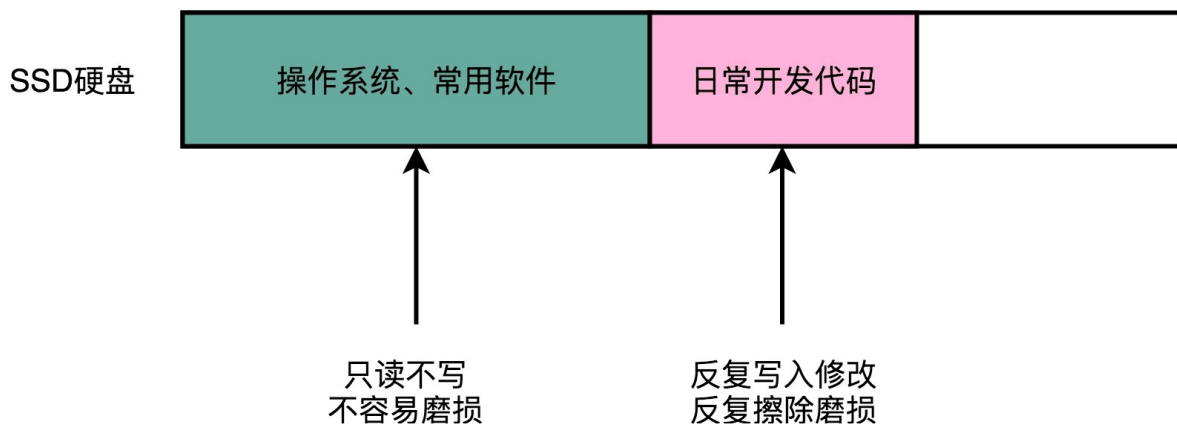 SSD硬盘
操作系统、常用软件
日常开发代码
只读不写
不容易磨损
反复写入修改
反复擦除磨损